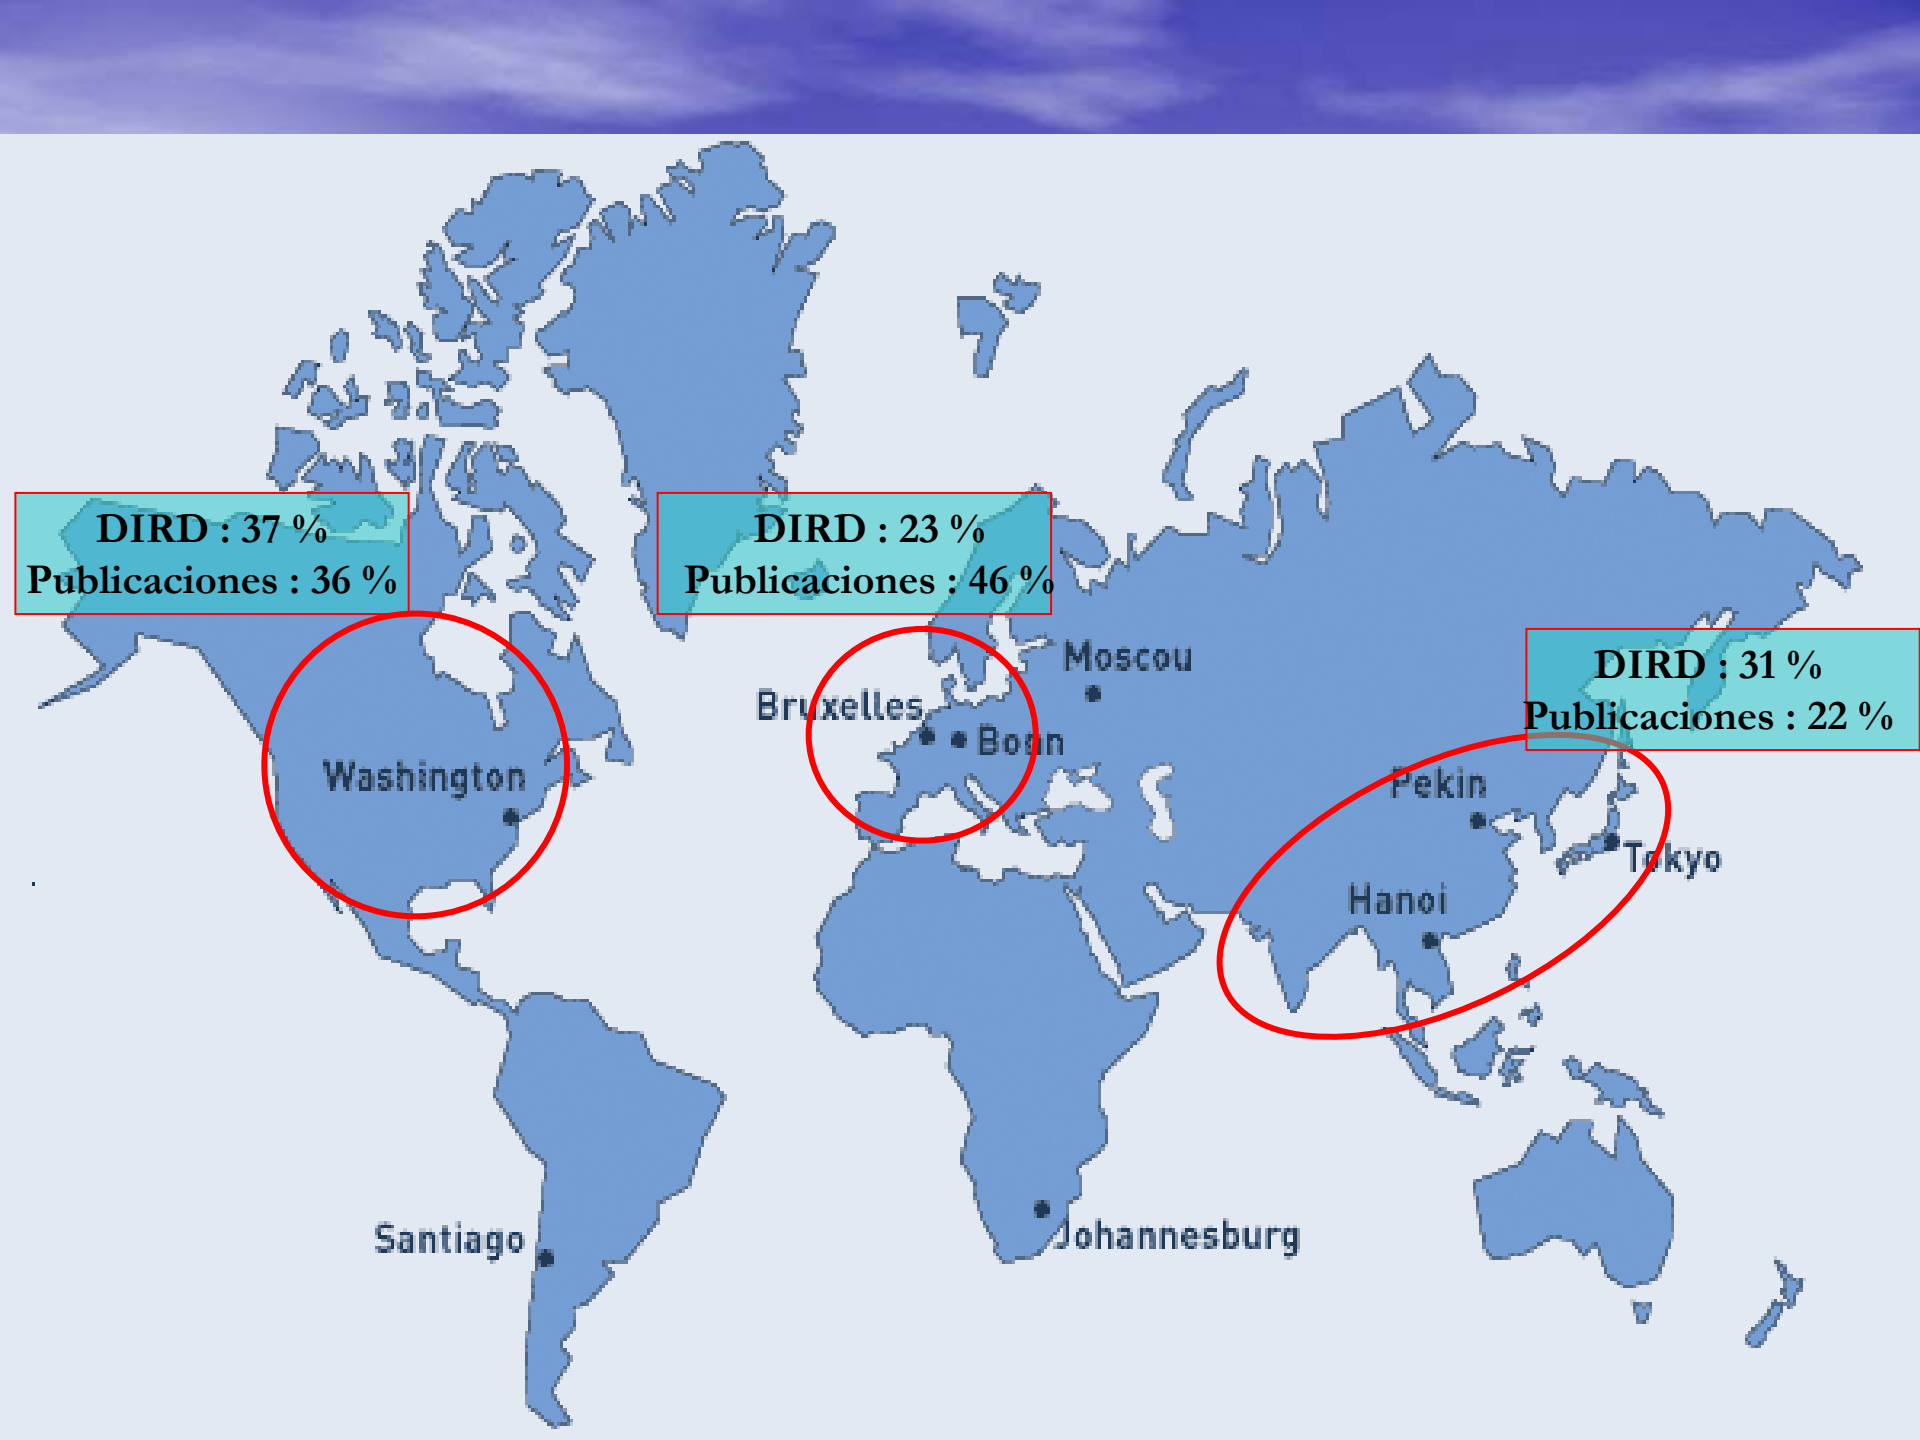 DIRD : 37 %
Publicaciones : 36 %
DIRD : 23 %
Publicaciones : 46 %
DIRD : 31 %
Publicaciones : 22 %
Moscou
Bruxelles
Bonn
Washington
Pekin
Tokyo
Hanoi
Santiago
Johannesburg